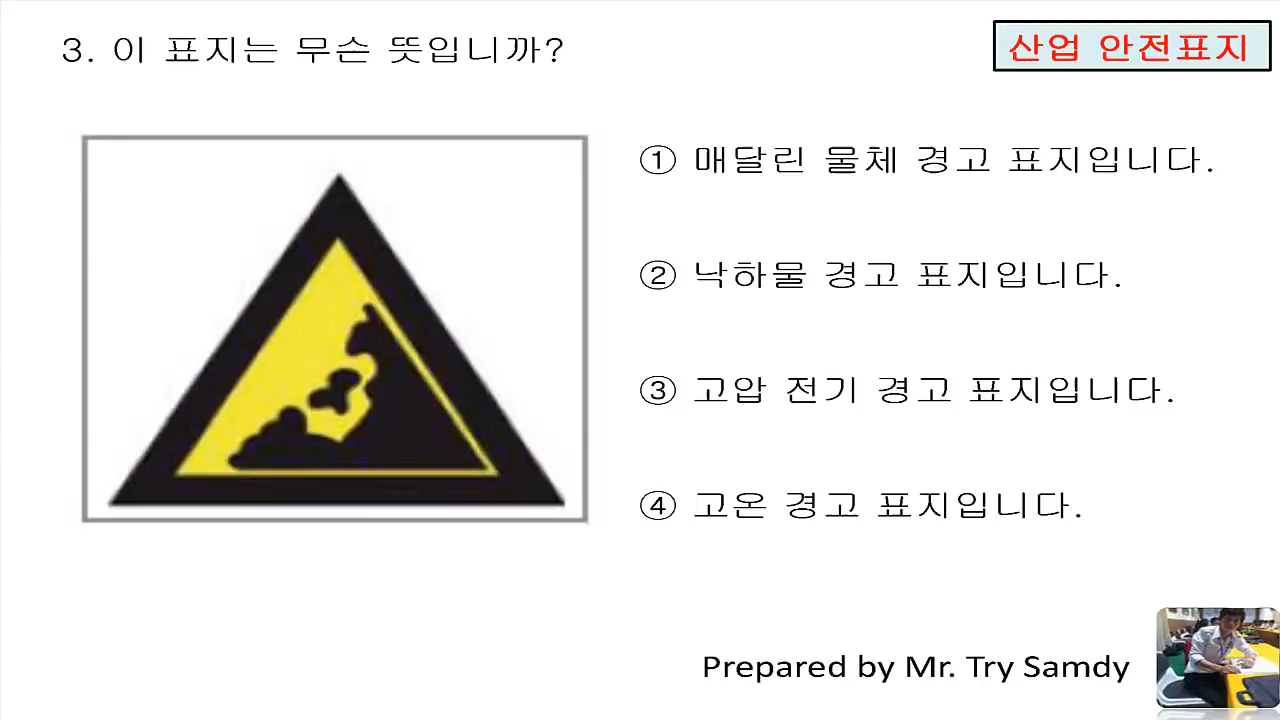 3. 이 표지는 무슨 뜻입니까?
산업 안전표지
① 매달린 물체 경고 표지입니다.
② 낙하물 경고 표지입니다.
③ 고압 전기 경고 표지입니다.
④ 고온 경고 표지입니다.
Prepared by Mr. Try Samdy